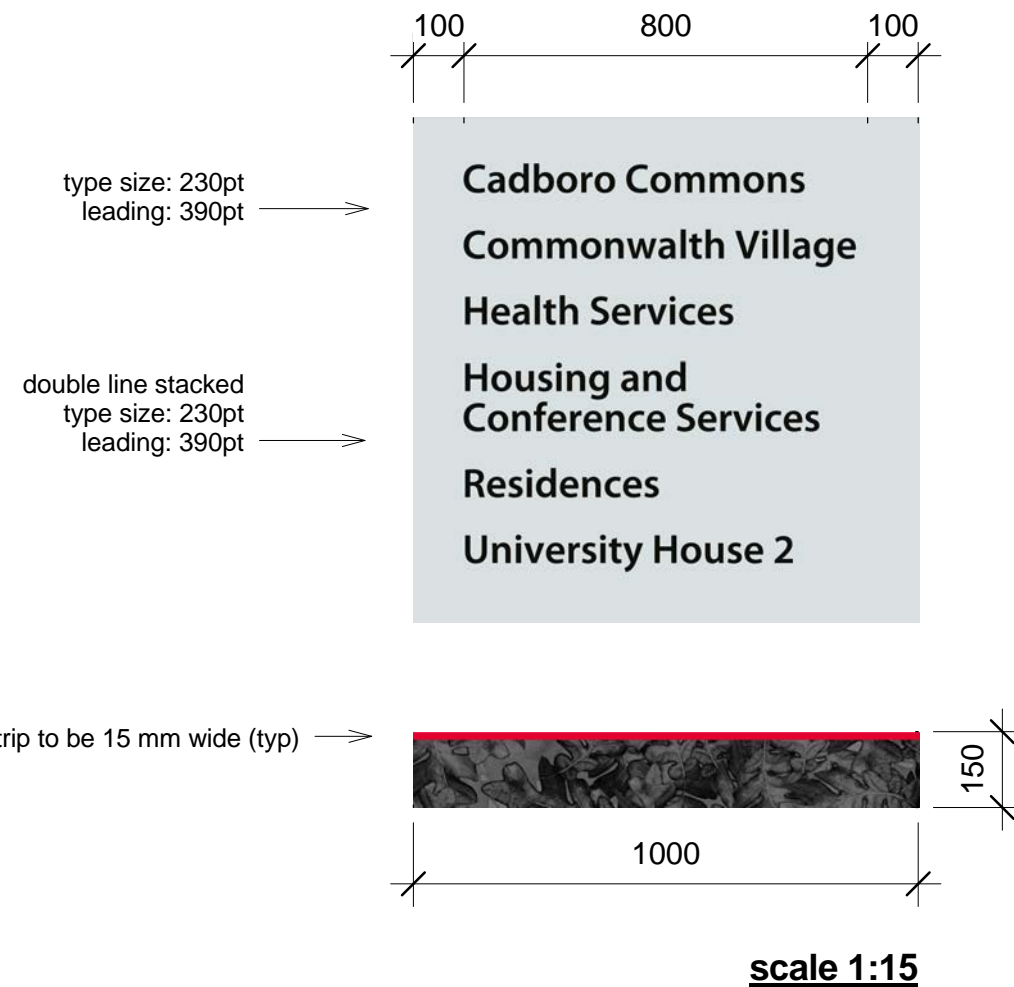 100 800 100
type size: 230pt
leading: 390pt
Cadboro Commons
Commonwalth Village
Health Services
double line stacked
type size: 230pt
leading: 390pt
Housing and
Conference Services
Residences
University House 2
trip to be 15 mm wide (typ)
150
1000
scale 1:15